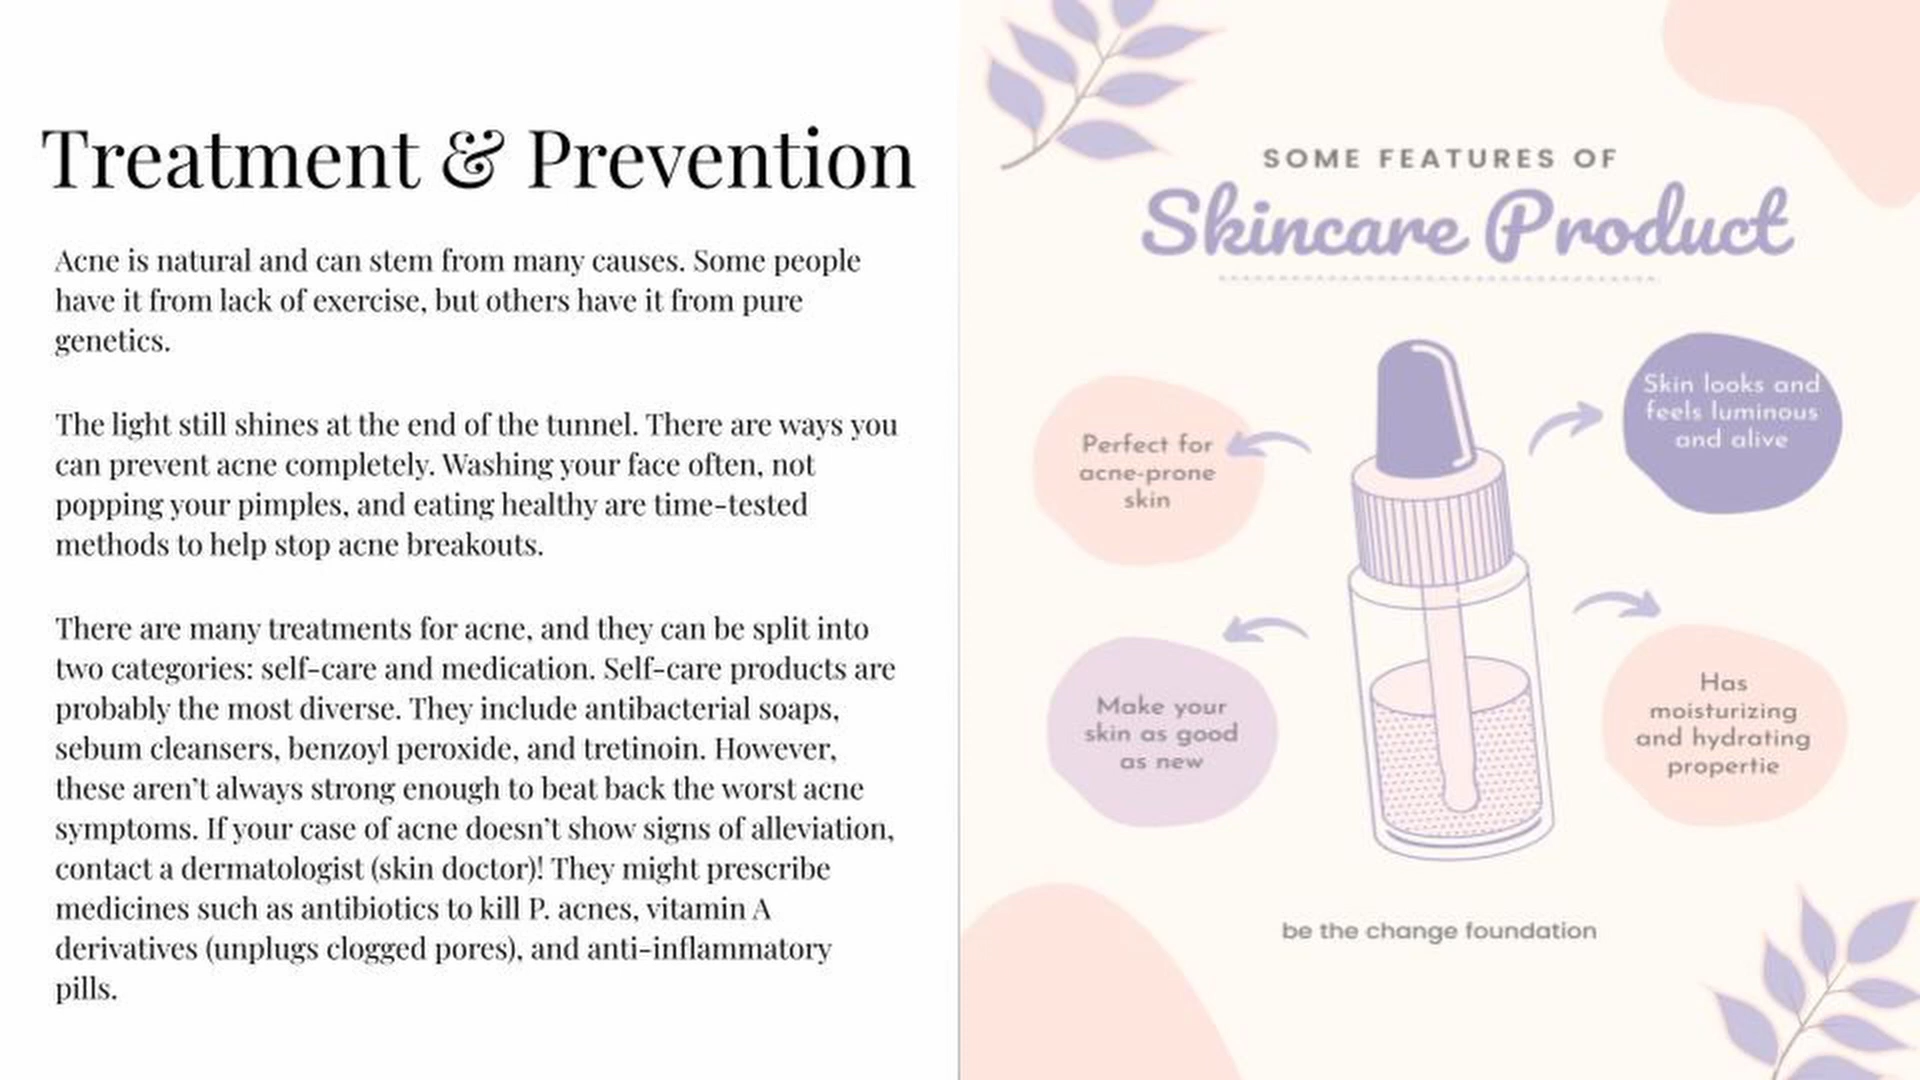 Treatment & Prevention
Acne is natural and can stem from many causes. Some people
have it from lack of exercise, but others have it from pure
genetics.
The light still shines at the end of the tunnel. There are ways you
can prevent acne completely. Washing your face often, not
popping your pimples, and eating healthy are time-tested
methods to help stop acne breakouts.
There are many treatments for acne, and they can be split into
two categories: self-care and medication. Self-care products are
probably the most diverse. They include antibacterial soaps,
sebum cleansers, benzoyl peroxide, and tretinoin. However,
these aren’t always strong enough to beat back the worst acne
symptoms. If your case of acne doesn’t show signs of alleviation,
contact a dermatologist (skin doctor)! They might prescribe
medicines such as antibiotics to kill P. acnes, vitamin A
derivatives (unplugs clogged pores), and anti-inflammatory
pills.
SOME FEATURES OF
Skincare Product
Perfect for
acne-prone
skin
Skin looks and
feels luminous
and alive
Make your
skin as good
as new
Has
moisturizing
and hydrating
propertie
be the change foundation